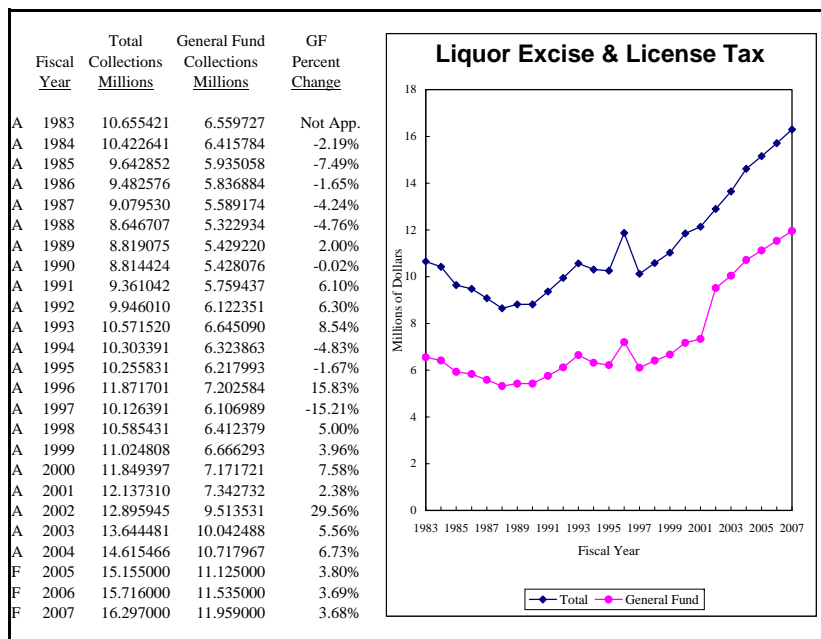 Total General Fund GF
Fiscal Collections Collections Percent
Year Millions Millions Change
A 1983 10.655421 6.559727 Not App.
A 1984 10.422641 6.415784 -2.19%
A 1985 9.642852 5.935058 -7.49%
A 1986 9.482576 5.836884 -1.65%
A 1987 9.079530 5.589174 -4.24%
A 1988 8.646707 5.322934 -4.76%
A 1989 8.819075 5.429220 2.00%
A 1990 8.814424 5.428076 -0.02%
A 1991 9.361042 5.759437 6.10%
A 1992 9.946010 6.122351 6.30%
A 1993 10.571520 6.645090 8.54%
A 1994 10.303391 6.323863 -4.83%
A 1995 10.255831 6.217993 -1.67%
A 1996 11.871701 7.202584 15.83%
A 1997 10.126391 6.106989 -15.21%
A 1998 10.585431 6.412379 5.00%
A 1999 11.024808 6.666293 3.96%
A 2000 11.849397 7.171721 7.58%
A 2001 12.137310 7.342732 2.38%
A 2002 12.895945 9.513531 29.56%
A 2003 13.644481 10.042488 5.56%
A 2004 14.615466 10.717967 6.73%
F 2005 15.155000 11.125000 3.80%
F 2006 15.716000 11.535000 3.69%
F 2007 16.297000 11.959000 3.68%
Liquor Excise & License Tax
18
16
14
12
10
8
6
4
2
0
Millions of Dollars
1983 1985 1987 1989 1991 1993 1995 1997 1999 2001 2003 2005 2007
Fiscal Year
Total General Fund